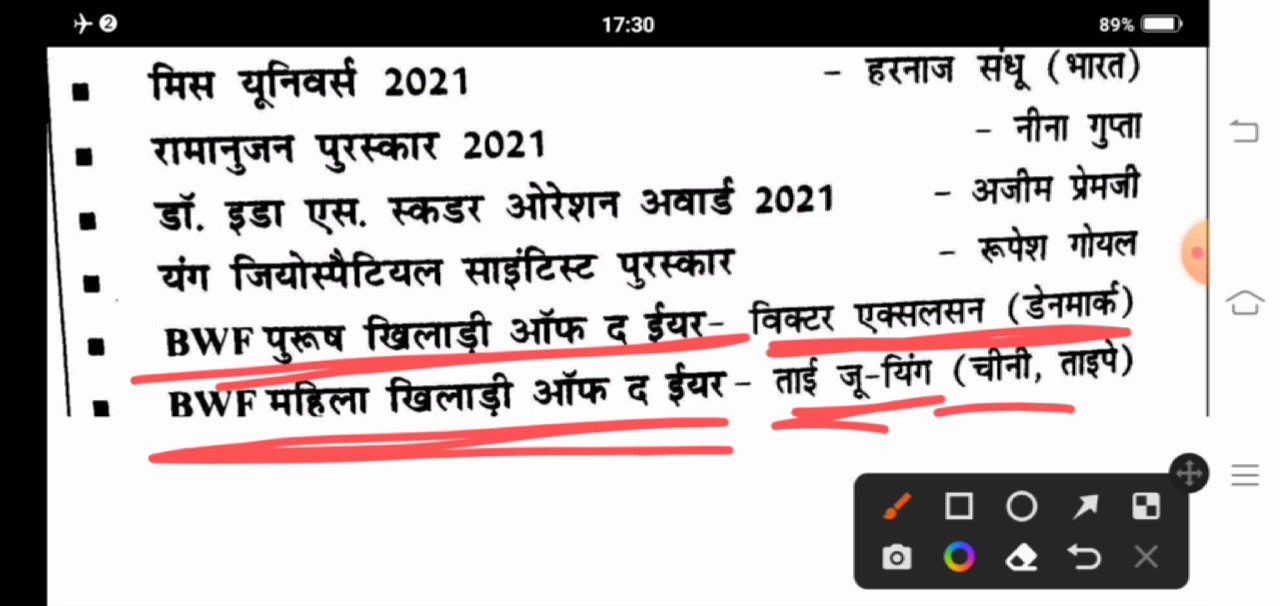 2 17:30 89%
■ मिस यूनिवर्स 2021 – हरनाज संधू (भारत)
■ रामानुजन पुरस्कार 2021 – नीना गुप्ता
■ डॉ. इडा एस. स्कडर ओरेशन अवार्ड 2021 – अजीम प्रेमजी
■ यंग जियोस्पैटियल साइंटिस्ट पुरस्कार – रूपेश गोयल
■ BWF पुरूष खिलाड़ी ऑफ द ईयर– विक्टर एक्सलसन (डेनमार्क)
■ BWF महिला खिलाड़ी ऑफ द ईयर – ताई जू-यिंग (चीनी, ताइपे)